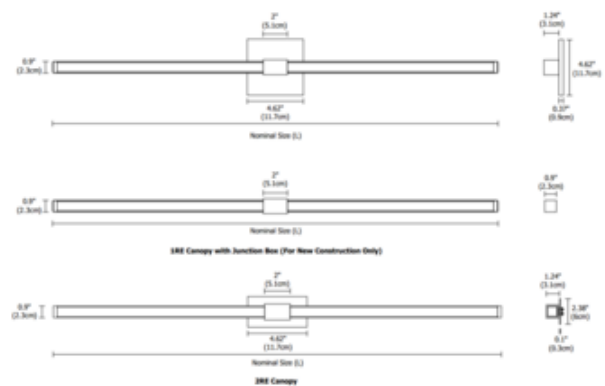 2"
(5.1cm)
1.24"
(3.1cm)
0.9"
(2.3cm)
4.62"
(11.7cm)
4.62"
(11.7cm)
0.37"
(0.9cm)
Nominal Size (L)
2"
(5.1cm)
0.9"
(2.3cm)
0.9"
(2.3cm)
Nominal Size (L)
1RE Canopy with Junction Box (For New Construction Only)
2"
(5.1cm)
1.24"
(3.1cm)
0.9"
(2.3cm)
2.38"
(6cm)
4.62"
(11.7cm)
0.1"
(0.3cm)
Nominal Size (L)
2RE Canopy